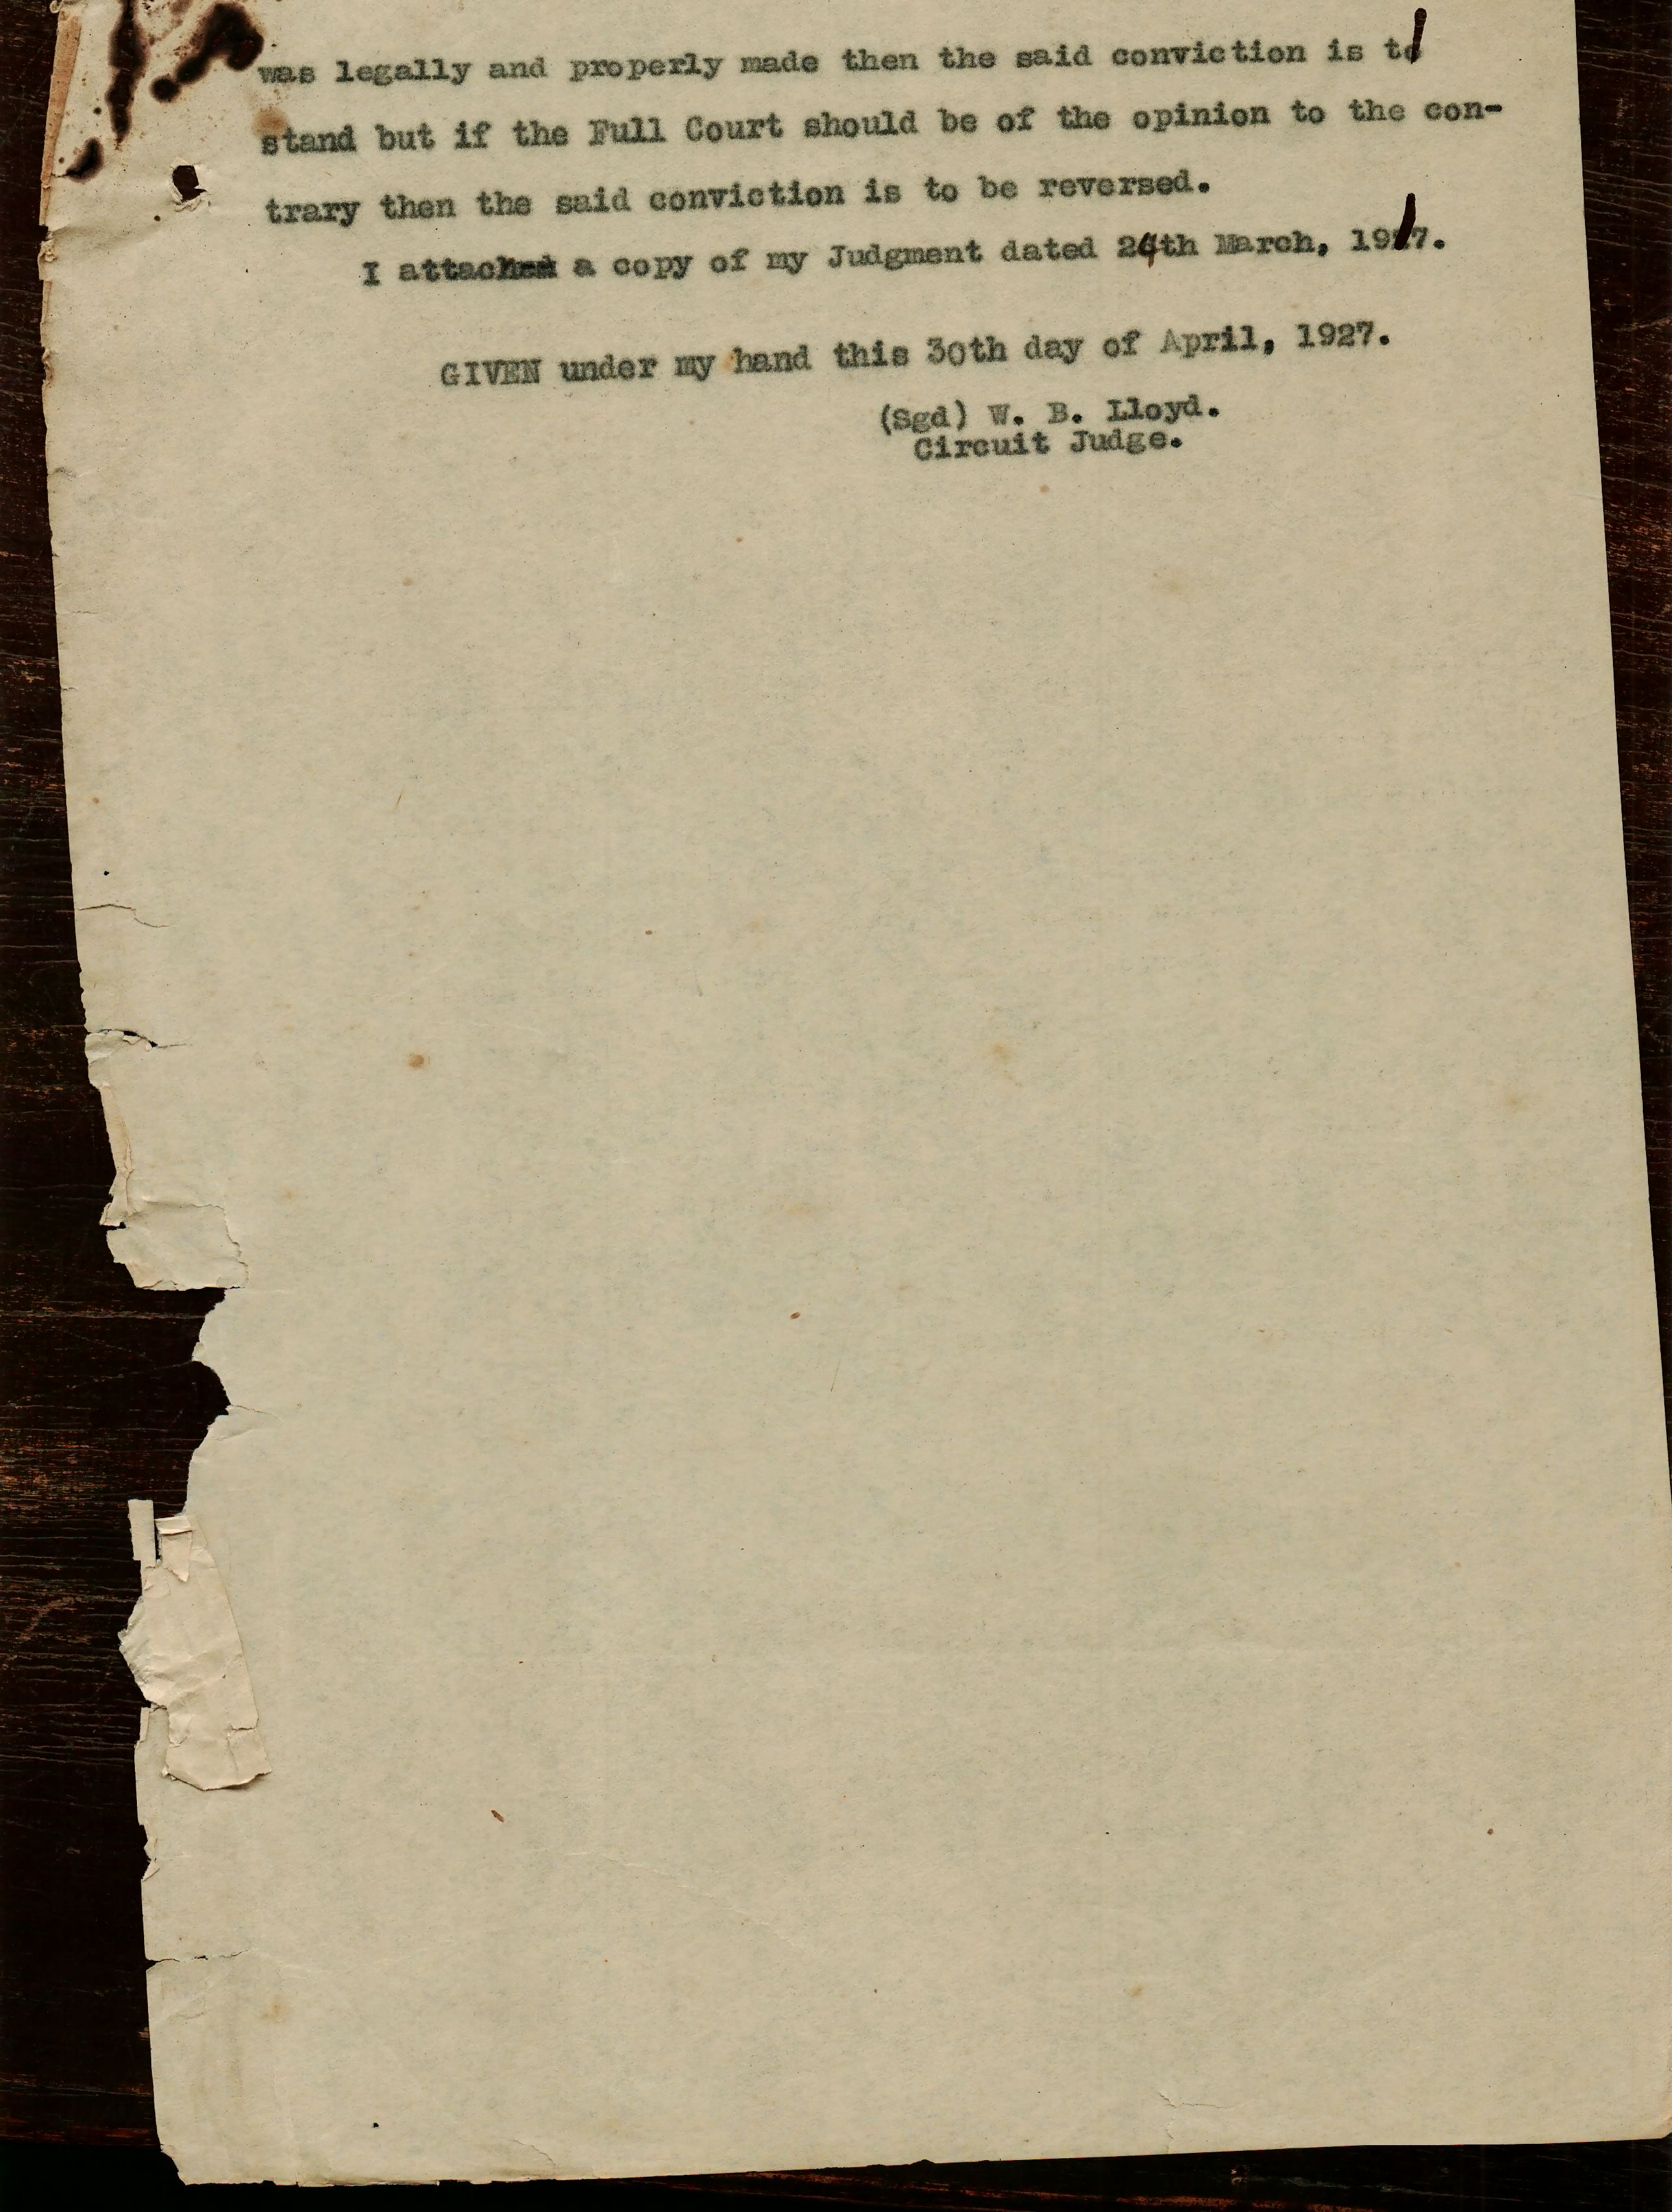 was legally and properly made then the said conviction is to
stand but if the Full Court should be of the opinion to the con-
trary then the said conviction is to be reversed.
I attached a copy of my Judgment dated 26th March, 1927.
GIVEN under my hand this 30th day of April, 1927.
(Sgd) W. B. Lloyd.
Circuit Judge.